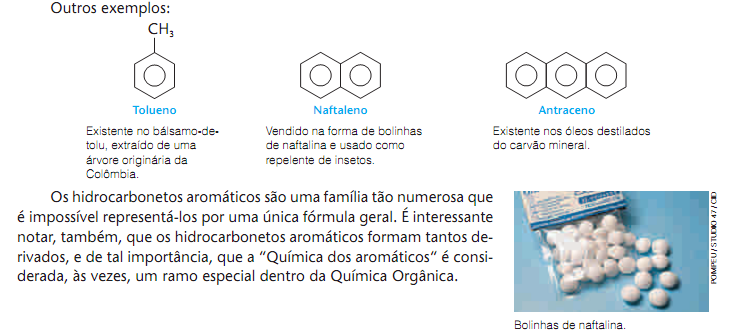 Outros exemplos:
CH3
Tolueno
Existente no bálsamo-de-
tolu, extraído de uma
árvore originária da
Colômbia.
Naftaleno
Vendido na forma de bolinhas
de naftalina e usado como
repelente de insetos.
Antraceno
Existente nos óleos destilados
do carvão mineral.
Os hidrocarbonetos aromáticos são uma família tão numerosa que
é impossível representá-los por uma única fórmula geral. É interessante
notar, também, que os hidrocarbonetos aromáticos formam tantos de-
rivados, e de tal importância, que a "Química dos aromáticos" é consi-
derada, às vezes, um ramo especial dentro da Química Orgânica.
POMPEU / STUDIO 47 / CID
Bolinhas de naftalina.